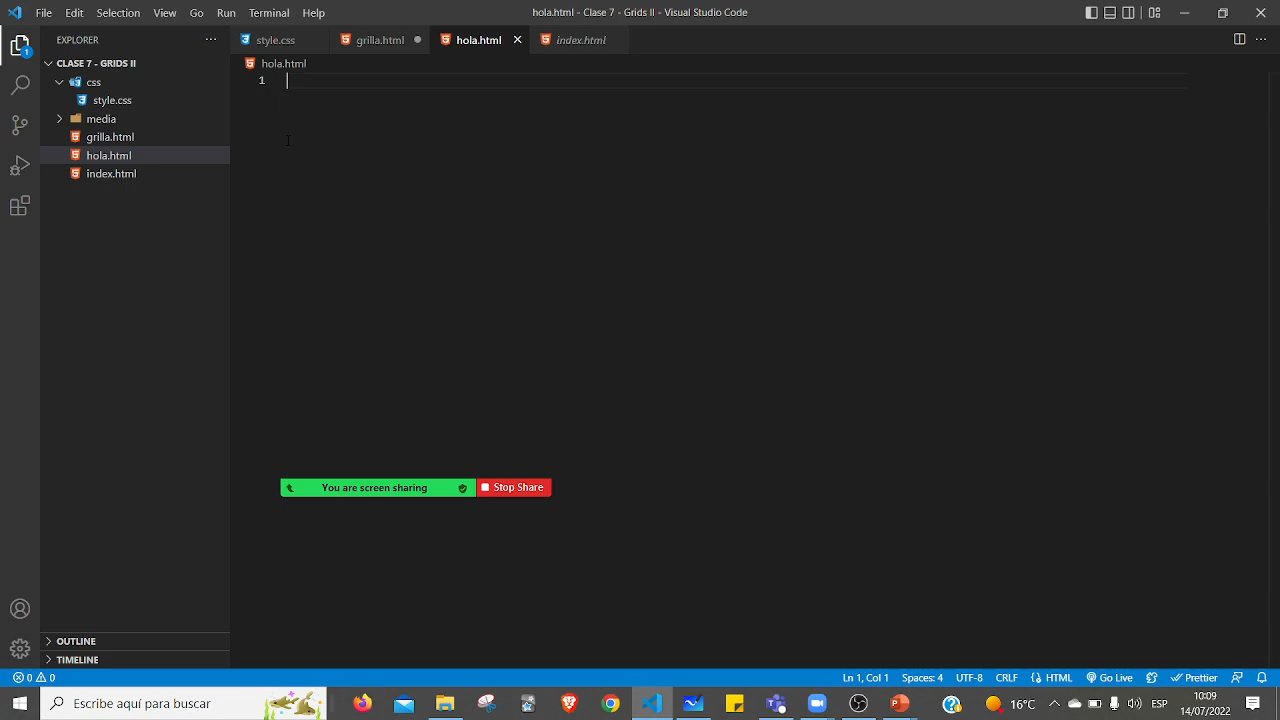 File Edit Selection View Go Run Terminal Help
hola.html - Clase 7 - Grids II - Visual Studio Code
EXPLORER
style.css
grilla.html
hola.html
index.html
CLASE 7 - GRIDS II
hola.html
css
1
style.css
media
grilla.html
hola.html
index.html
You are screen sharing
Stop Share
OUTLINE
TIMELINE
1
0 0
Ln 1, Col 1
Spaces: 4
UTF-8
CRLF
HTML
Go Live
Prettier
Escribe aquí para buscar
16°C
ESP
10:09
14/07/2022